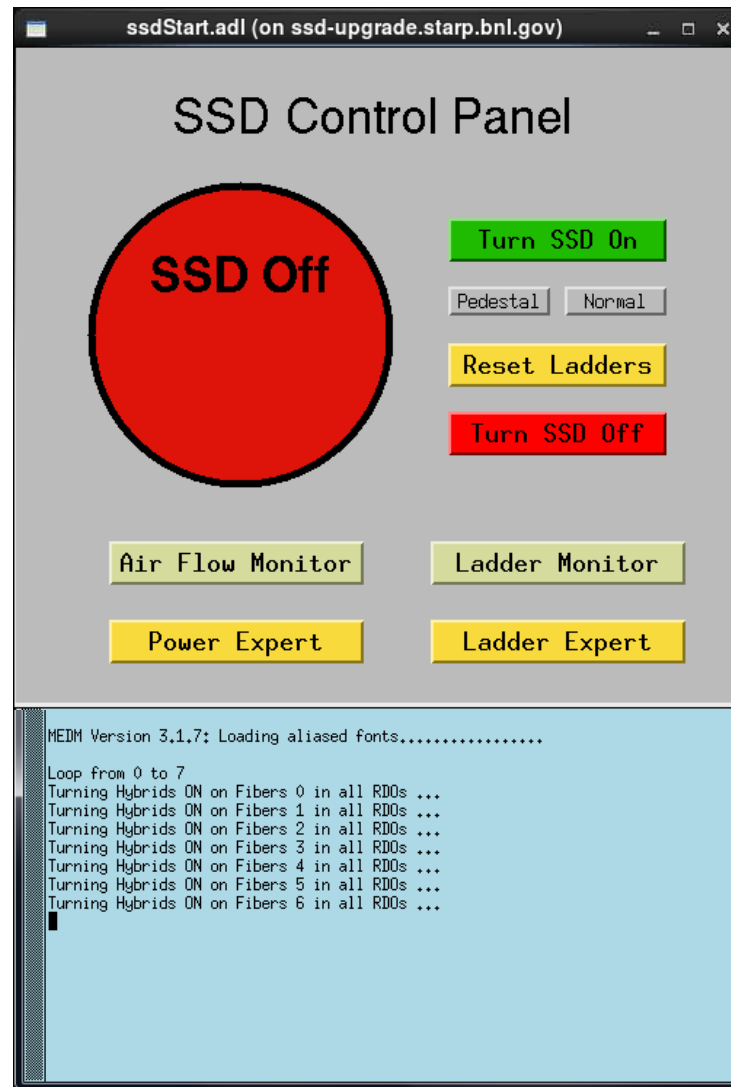 ssdStart.adl (on ssd-upgrade.starp.bnl.gov)
SSD Control Panel
SSD Off
Turn SSD On
Pedestal Normal
Reset Ladders
Turn SSD Off
Air Flow Monitor Ladder Monitor
Power Expert Ladder Expert
MEDM Version 3.1.7: Loading aliased fonts.................
Loop from 0 to 7
Turning Hybrids ON on Fibers 0 in all RDOs ...
Turning Hybrids ON on Fibers 1 in all RDOs ...
Turning Hybrids ON on Fibers 2 in all RDOs ...
Turning Hybrids ON on Fibers 3 in all RDOs ...
Turning Hybrids ON on Fibers 4 in all RDOs ...
Turning Hybrids ON on Fibers 5 in all RDOs ...
Turning Hybrids ON on Fibers 6 in all RDOs ...